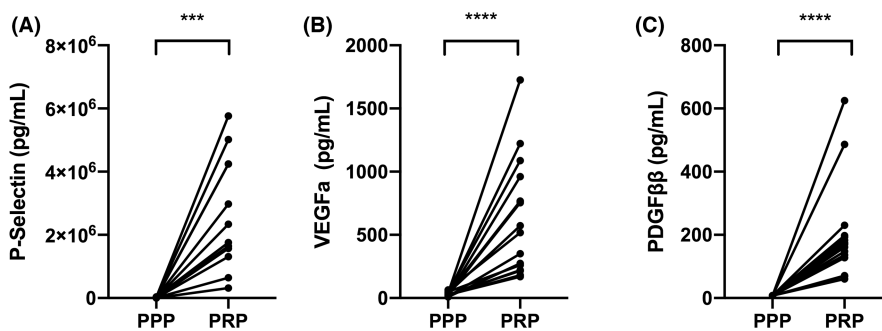 (A)
***
P-Selectin (pg/mL)
8×10⁶
6×10⁶
4×10⁶
2×10⁶
0
PPP PRP
(B)
****
VEGFa (pg/mL)
2000
1500
1000
500
0
PPP PRP
(C)
****
PDGFββ (pg/mL)
800
600
400
200
0
PPP PRP